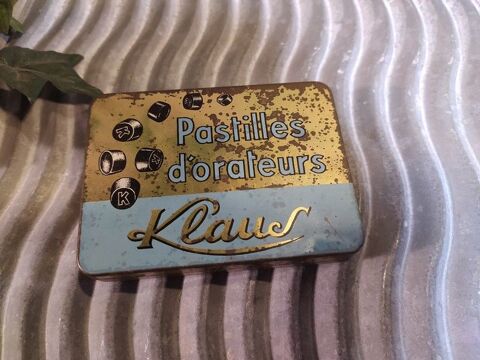 Pastilles
d'orateurs
K
Klaus